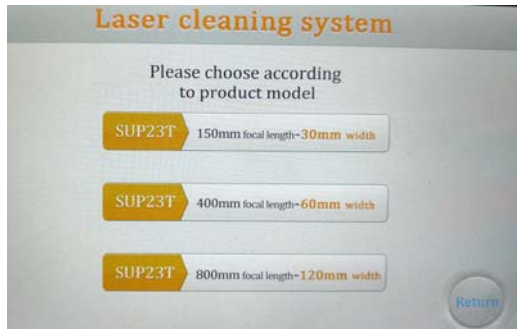 Laser cleaning system
Please choose according
to product model
SUP23T 150mm focal length-30mm width
SUP23T 400mm focal length-60mm width
SUP23T 800mm focal length-120mm width
Return